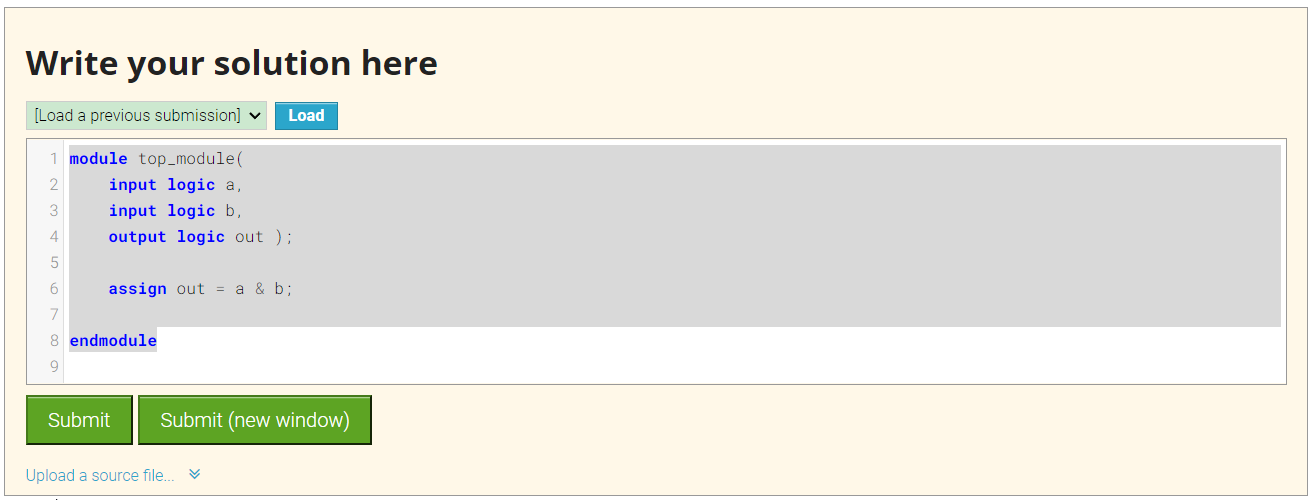 Write your solution here
[Load a previous submission] Load
1 module top_module(
2     input logic a,
3     input logic b,
4     output logic out );
5
6     assign out = a & b;
7
8 endmodule
9
Submit Submit (new window)
Upload a source file...